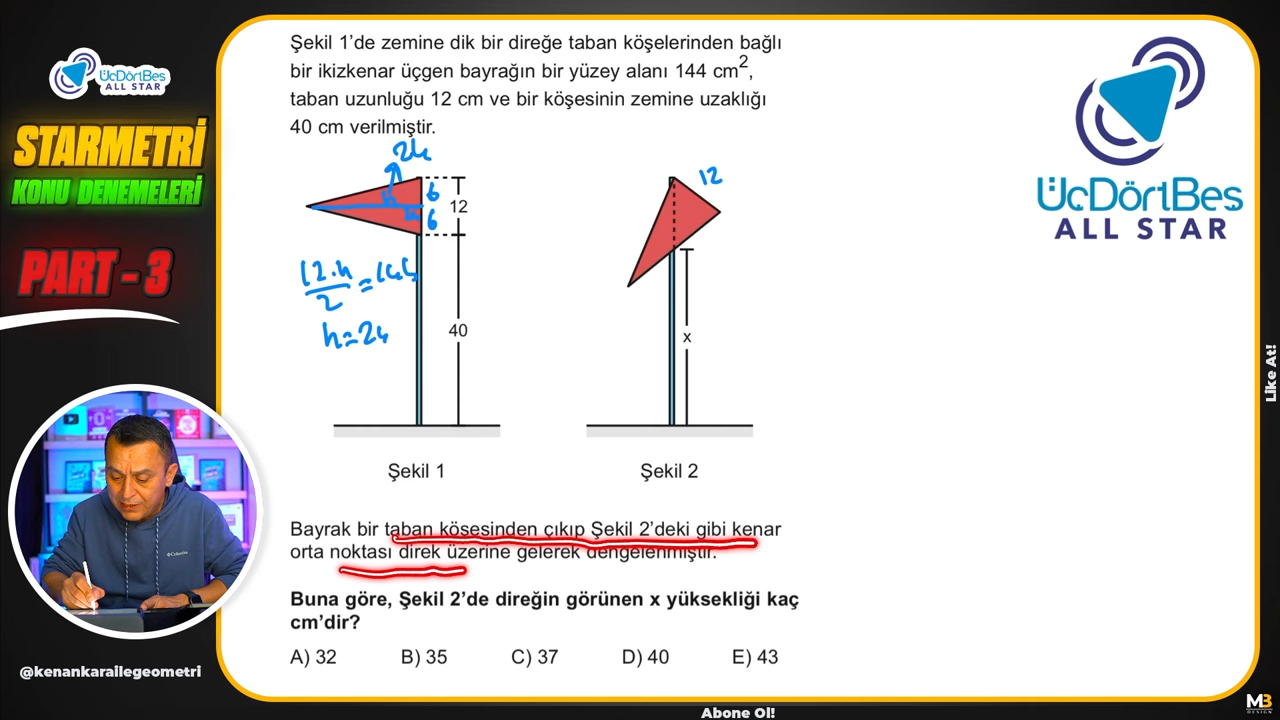 ÜçDörtBes
ALL STAR
STARMETRİ
KONU DENEMELERİ
PART - 3
@kenankarailegeometri
Şekil 1'de zemine dik bir direğe taban köşelerinden bağlı
bir ikizkenar üçgen bayrağın bir yüzey alanı 144 cm²,
taban uzunluğu 12 cm ve bir köşesinin zemine uzaklığı
40 cm verilmiştir.
24
6
12
6
12.h
/2 = 144
h=24
40
Şekil 1
12
x
Şekil 2
Bayrak bir taban köşesinden çıkıp Şekil 2'deki gibi kenar
orta noktası direk üzerine gelerek dengelenmiştir.
Buna göre, Şekil 2'de direğin görünen x yüksekliği kaç
cm'dir?
A) 32 B) 35 C) 37 D) 40 E) 43
ÜçDörtBes
ALL STAR
Like At!
Abone Ol!
MB
DESIGN